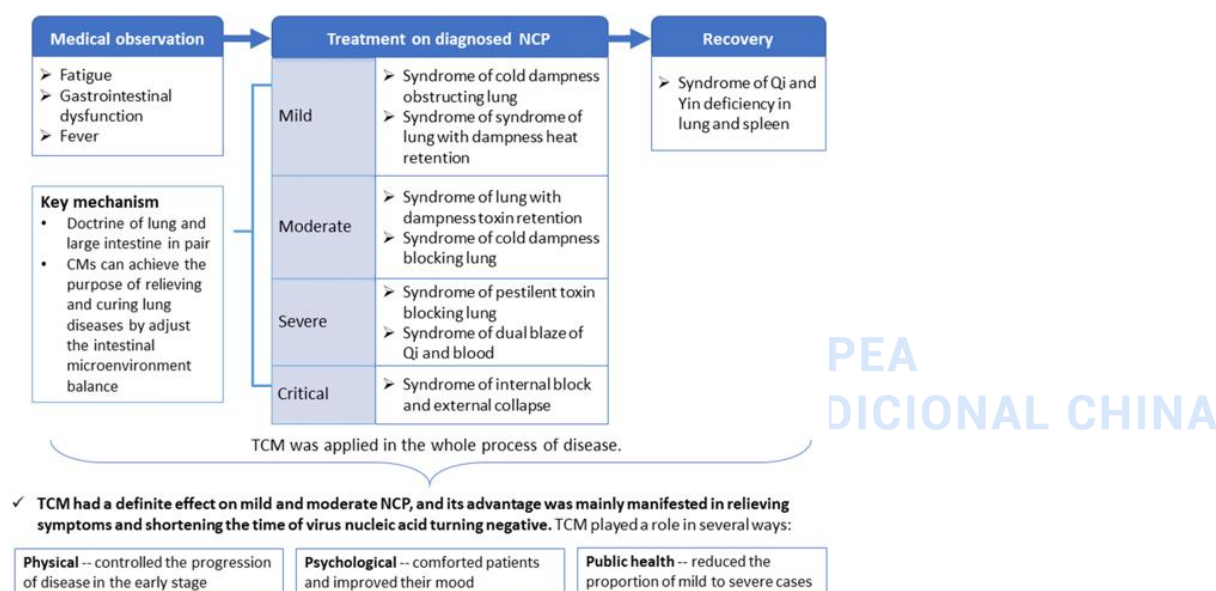 Medical observation
Treatment on diagnosed NCP
Recovery
➢ Fatigue
➢ Gastrointestinal
dysfunction
➢ Fever
Key mechanism
• Doctrine of lung and
large intestine in pair
• CMs can achieve the
purpose of relieving
and curing lung
diseases by adjust
the intestinal
microenvironment
balance
Mild
➢ Syndrome of cold dampness
obstructing lung
➢ Syndrome of syndrome of
lung with dampness heat
retention
Moderate
➢ Syndrome of lung with
dampness toxin retention
➢ Syndrome of cold dampness
blocking lung
Severe
➢ Syndrome of pestilent toxin
blocking lung
➢ Syndrome of dual blaze of
Qi and blood
Critical
➢ Syndrome of internal block
and external collapse
➢ Syndrome of Qi and
Yin deficiency in
lung and spleen
PEA
DICIONAL CHINA
TCM was applied in the whole process of disease.
✓ TCM had a definite effect on mild and moderate NCP, and its advantage was mainly manifested in relieving
symptoms and shortening the time of virus nucleic acid turning negative. TCM played a role in several ways:
Physical -- controlled the progression
of disease in the early stage
Psychological -- comforted patients
and improved their mood
Public health -- reduced the
proportion of mild to severe cases